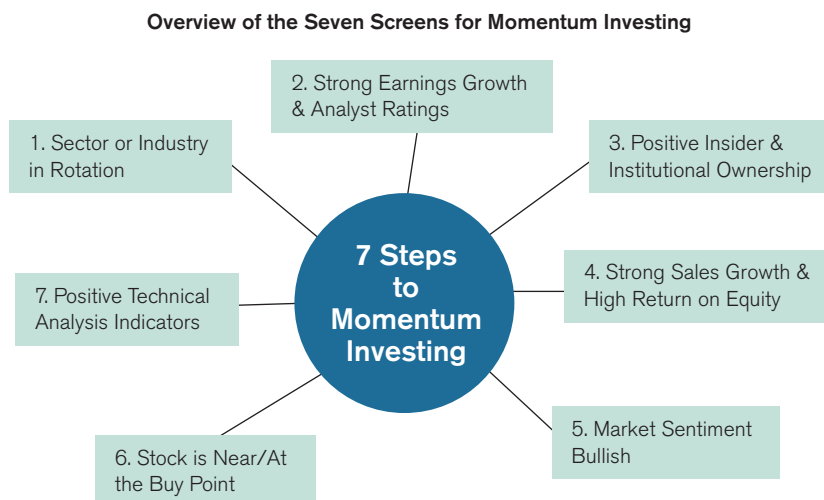 Overview of the Seven Screens for Momentum Investing
2. Strong Earnings Growth
& Analyst Ratings
1. Sector or Industry
in Rotation
3. Positive Insider &
Institutional Ownership
7 Steps
to
Momentum
Investing
4. Strong Sales Growth &
High Return on Equity
7. Positive Technical
Analysis Indicators
5. Market Sentiment
Bullish
6. Stock is Near/At
the Buy Point